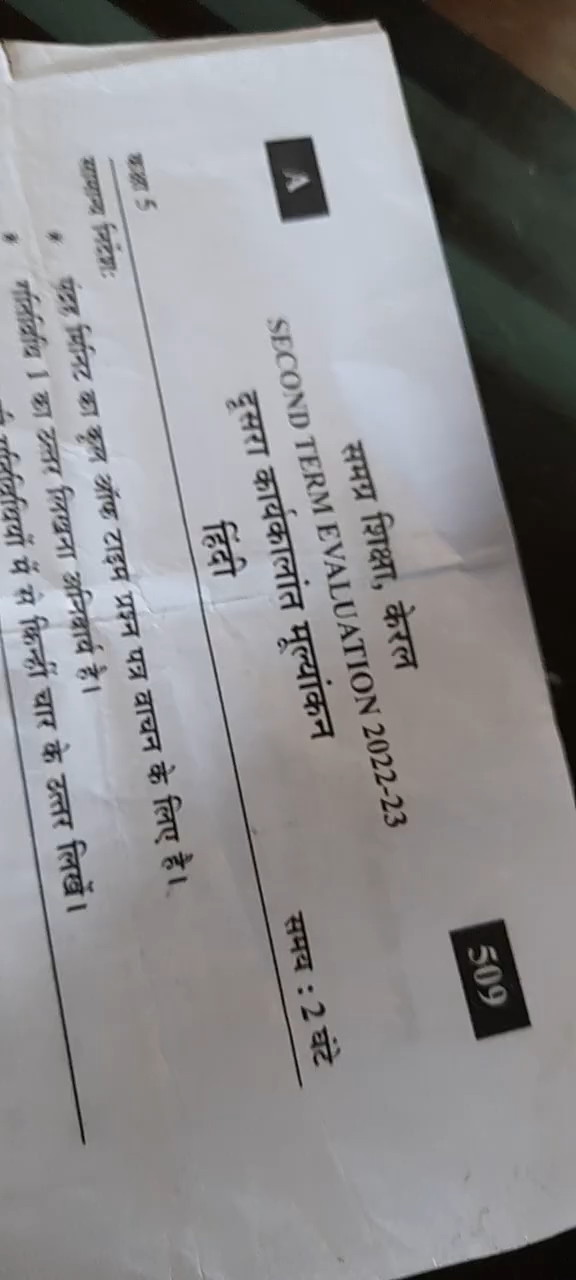 A
509
समग्र शिक्षा, केरल
SECOND TERM EVALUATION 2022-23
दूसरा कार्यकालांत मूल्यांकन
हिंदी
कक्षा 5
समय : 2 घंटे
सामान्य निर्देश:
* पंद्रह मिनिट का कूल ऑफ टाइम प्रश्न पत्र वाचन के लिए है।
* गतिविधि 1 का उत्तर लिखना अनिवार्य है।
गतिविधियों में से किन्हीं चार के उत्तर लिखें।